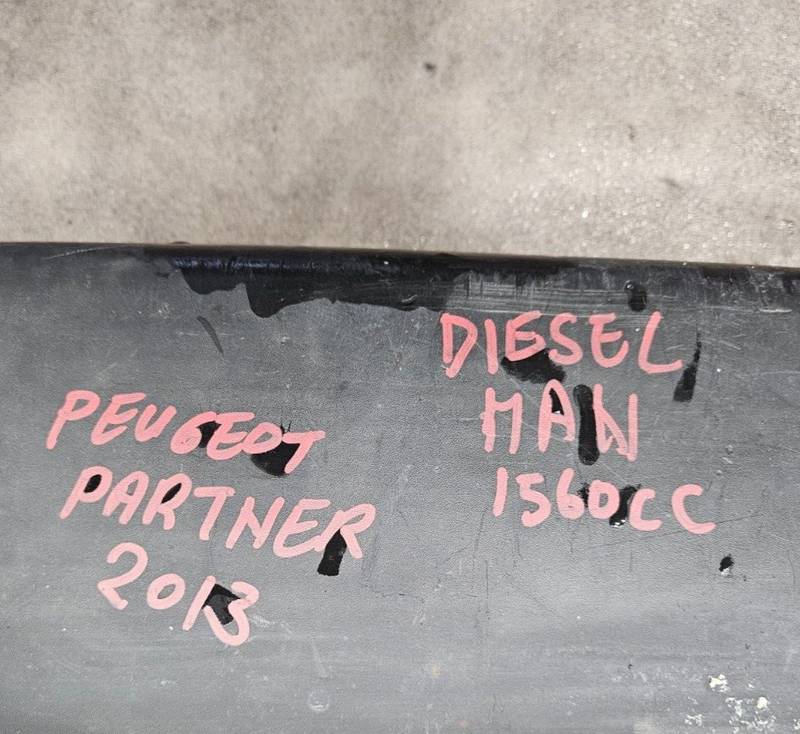 PEUGEOT
PARTNER
2013
DIESEL
MAN
1560CC